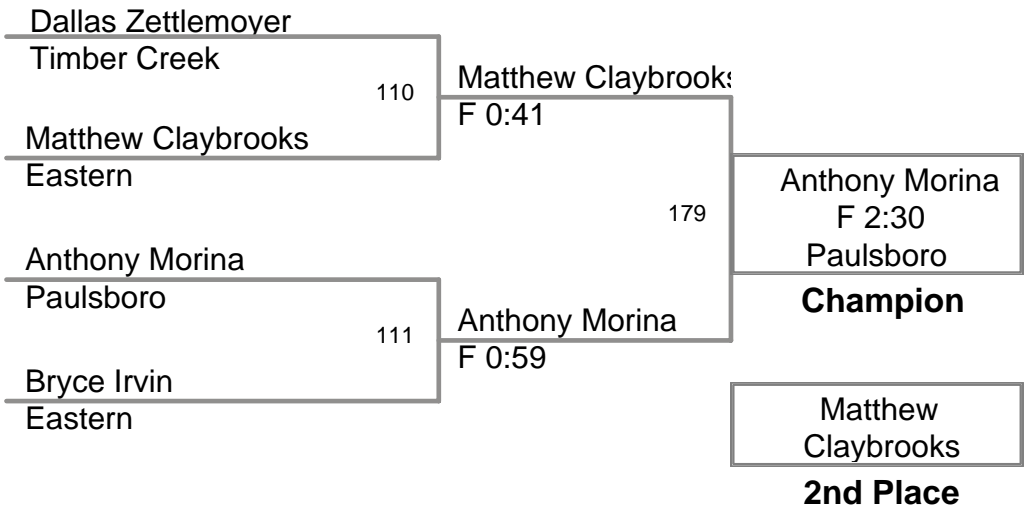 Dallas Zettlemoyer
Timber Creek
110
Matthew Claybrooks
Eastern
Matthew Claybrooks
F 0:41
Anthony Morina
Paulsboro
111
Bryce Irvin
Eastern
Anthony Morina
F 0:59
179
Anthony Morina
F 2:30
Paulsboro
Champion
Matthew
Claybrooks
2nd Place